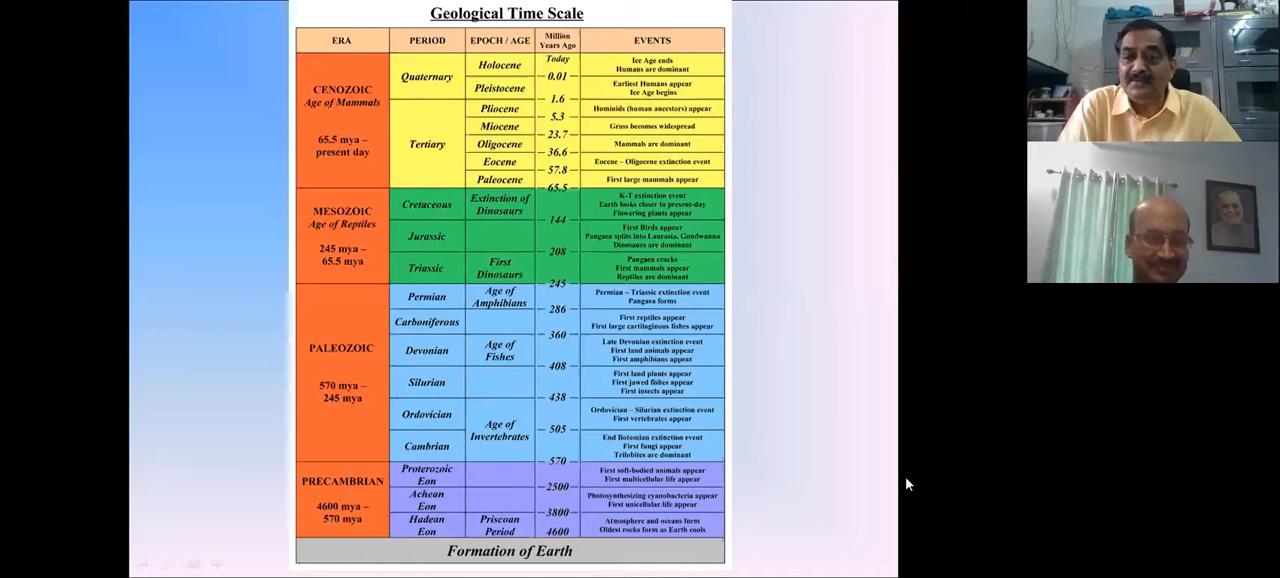 Geological Time Scale
ERA
PERIOD
EPOCH / AGE
Million
Years Ago
EVENTS
CENOZOIC
Age of Mammals
65.5 mya –
present day
Quaternary
Holocene
Today
Ice Age ends
Humans are dominant
0.01
Pleistocene
Earliest Humans appear
Ice Age begins
1.6
Tertiary
Pliocene
Hominids (human ancestors) appear
5.3
Miocene
Grass becomes widespread
23.7
Oligocene
Mammals are dominant
36.6
Eocene
Eocene – Oligocene extinction event
57.8
Paleocene
First large mammals appear
65.5
MESOZOIC
Age of Reptiles
245 mya –
65.5 mya
Cretaceous
Extinction of
Dinosaurs
K-T extinction event
Earth looks closer to present-day
Flowering plants appear
144
Jurassic
First Birds appear
Pangaea splits into Laurasia, Gondwanna
Dinosaurs are dominant
208
Triassic
First
Dinosaurs
Pangaea cracks
First mammals appear
Reptiles are dominant
245
PALEOZOIC
570 mya –
245 mya
Permian
Age of
Amphibians
Permian – Triassic extinction event
Pangaea forms
286
Carboniferous
First reptiles appear
First large cartilaginous fishes appear
360
Devonian
Age of
Fishes
Late Devonian extinction event
First land animals appear
First amphibians appear
408
Silurian
First land plants appear
First jawed fishes appear
First insects appear
438
Ordovician
Age of
Invertebrates
Ordovician – Silurian extinction event
First vertebrates appear
505
Cambrian
End Botomian extinction event
First fungi appear
Trilobites are dominant
570
PRECAMBRIAN
4600 mya –
570 mya
Proterozoic
Eon
First soft-bodied animals appear
First multicellular life appear
2500
Achean
Eon
Photosynthesizing cyanobacteria appear
First unicellular life appear
3800
Hadean
Eon
Priscoan
Period
Atmosphere and oceans form
Oldest rocks form as Earth cools
4600
Formation of Earth